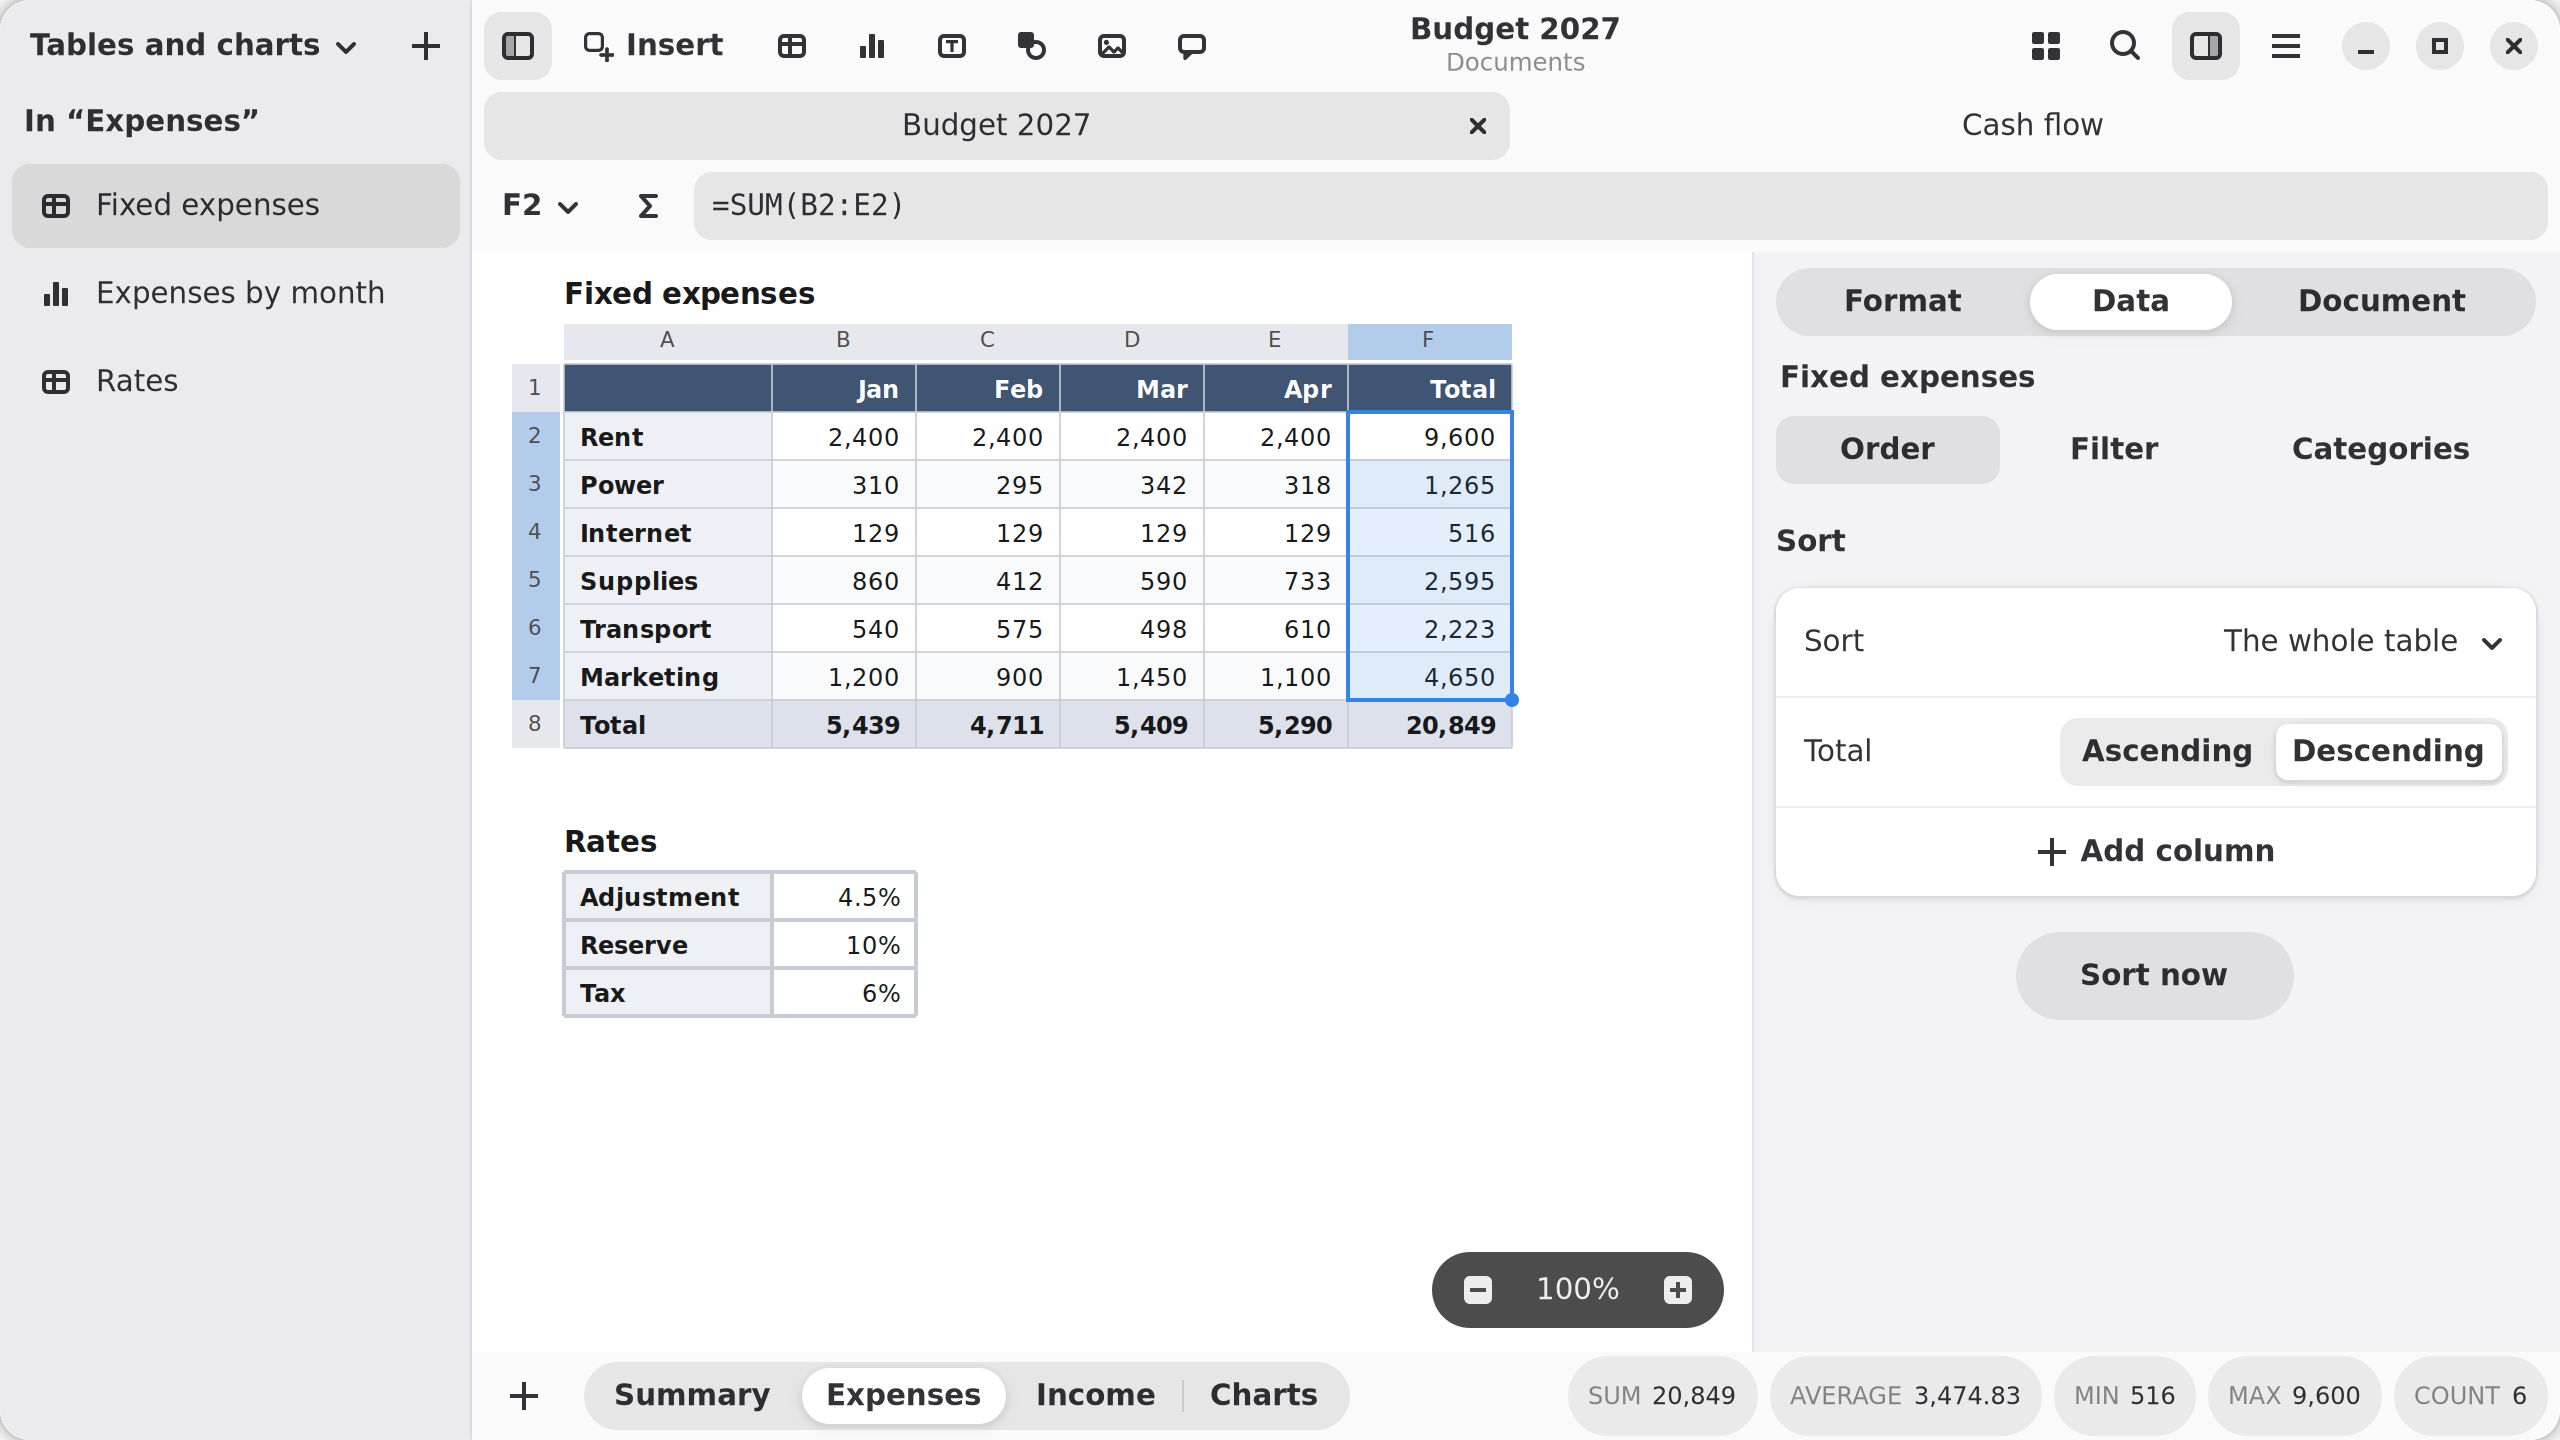 Tables and charts
Insert
Budget 2027
Documents
In “Expenses”
Budget 2027
Cash flow
Fixed expenses
F2
Σ
=SUM(B2:E2)
Expenses by month
Rates
Fixed expenses
A B C D E F
1 Jan Feb Mar Apr Total
2 Rent 2,400 2,400 2,400 2,400 9,600
3 Power 310 295 342 318 1,265
4 Internet 129 129 129 129 516
5 Supplies 860 412 590 733 2,595
6 Transport 540 575 498 610 2,223
7 Marketing 1,200 900 1,450 1,100 4,650
8 Total 5,439 4,711 5,409 5,290 20,849
Rates
Adjustment 4.5%
Reserve 10%
Tax 6%
100%
Format Data Document
Fixed expenses
Order Filter Categories
Sort
Sort The whole table
Total Ascending Descending
Add column
Sort now
Summary Expenses Income Charts
SUM 20,849 AVERAGE 3,474.83 MIN 516 MAX 9,600 COUNT 6